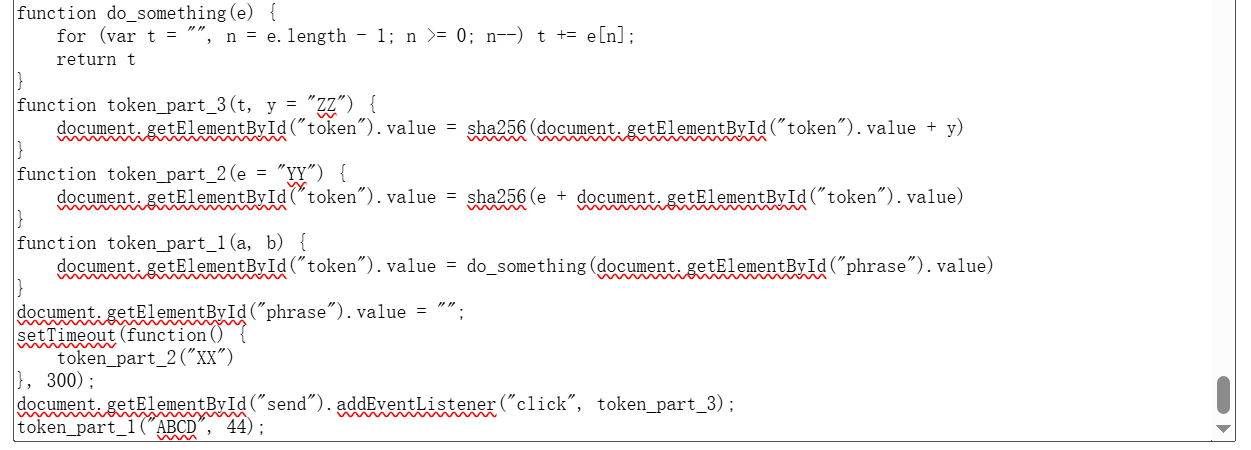 function do_something(e) {
    for (var t = "", n = e.length - 1; n >= 0; n--) t += e[n];
    return t
}
function token_part_3(t, y = "ZZ") {
    document.getElementById("token").value = sha256(document.getElementById("token").value + y)
}
function token_part_2(e = "YY") {
    document.getElementById("token").value = sha256(e + document.getElementById("token").value)
}
function token_part_1(a, b) {
    document.getElementById("token").value = do_something(document.getElementById("phrase").value)
}
document.getElementById("phrase").value = "";
setTimeout(function() {
    token_part_2("XX")
}, 300);
document.getElementById("send").addEventListener("click", token_part_3);
token_part_1("ABCD", 44);